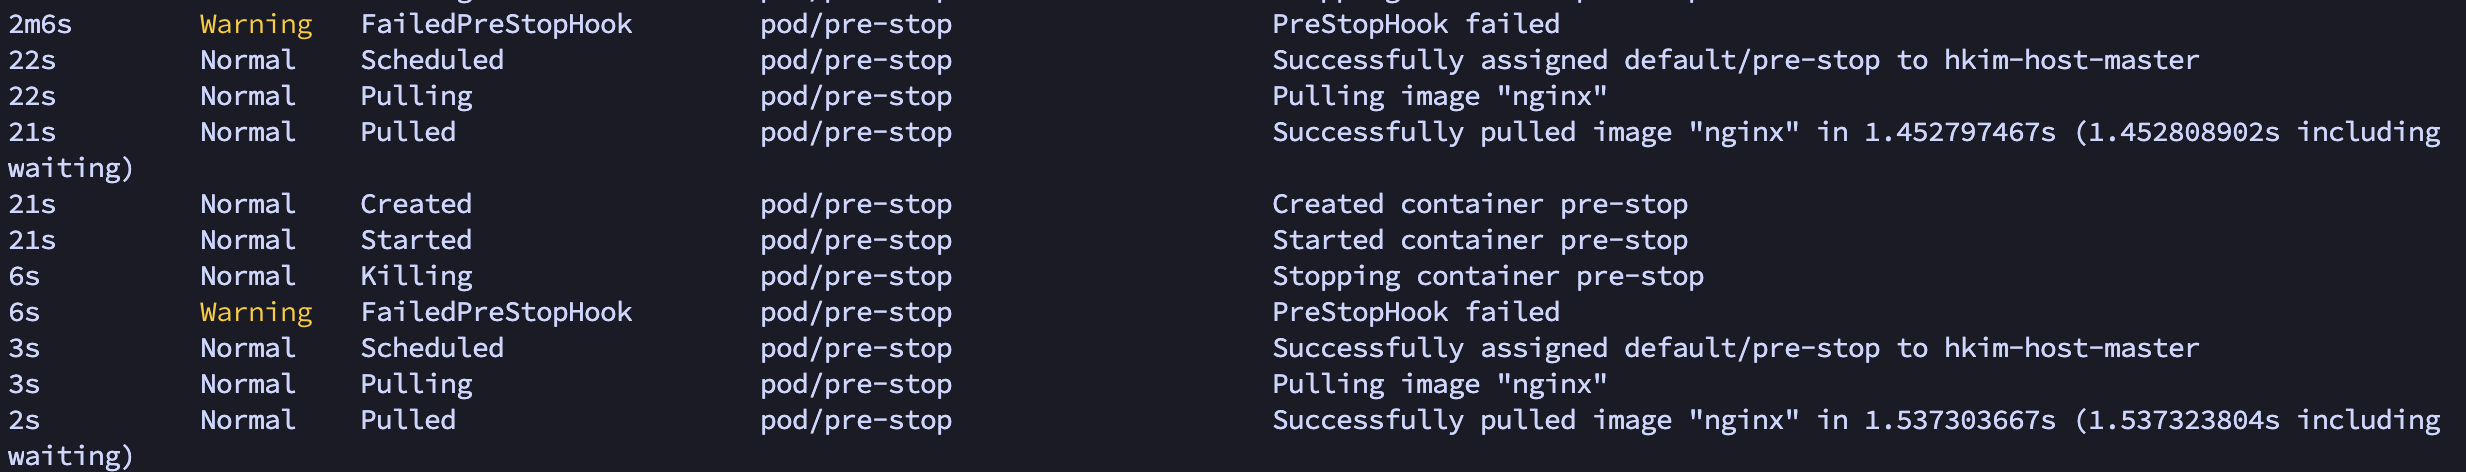 2m6s Warning FailedPreStopHook pod/pre-stop PreStopHook failed
22s Normal Scheduled pod/pre-stop Successfully assigned default/pre-stop to hkim-host-master
22s Normal Pulling pod/pre-stop Pulling image "nginx"
21s Normal Pulled pod/pre-stop Successfully pulled image "nginx" in 1.452797467s (1.452808902s including
waiting)
21s Normal Created pod/pre-stop Created container pre-stop
21s Normal Started pod/pre-stop Started container pre-stop
6s Normal Killing pod/pre-stop Stopping container pre-stop
6s Warning FailedPreStopHook pod/pre-stop PreStopHook failed
3s Normal Scheduled pod/pre-stop Successfully assigned default/pre-stop to hkim-host-master
3s Normal Pulling pod/pre-stop Pulling image "nginx"
2s Normal Pulled pod/pre-stop Successfully pulled image "nginx" in 1.537303667s (1.537323804s including
waiting)